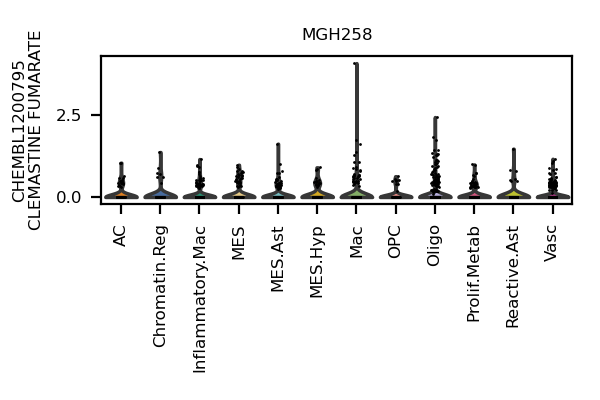 MGH258
CHEMBL1200795
CLEMASTINE FUMARATE
2.5
0.0
AC
Chromatin.Reg
Inflammatory.Mac
MES
MES.Ast
MES.Hyp
Mac
OPC
Oligo
Prolif.Metab
Reactive.Ast
Vasc